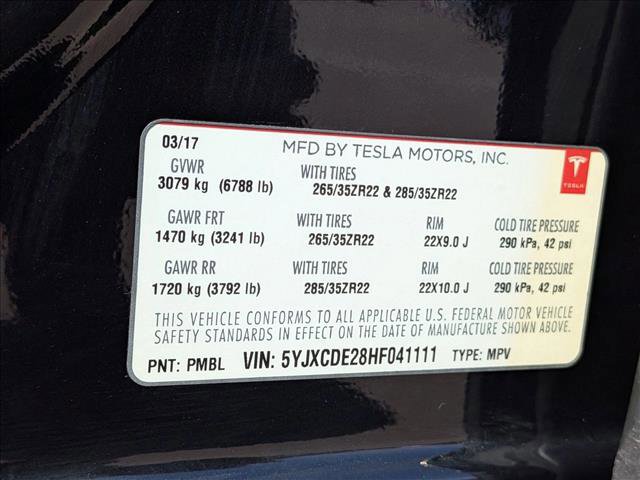 03/17 MFD BY TESLA MOTORS, INC.
GVWR WITH TIRES
3079 kg (6788 lb) 265/35ZR22 & 285/35ZR22
TESLA
GAWR FRT WITH TIRES RIM COLD TIRE PRESSURE
1470 kg (3241 lb) 265/35ZR22 22X9.0 J 290 kPa, 42 psi
GAWR RR WITH TIRES RIM COLD TIRE PRESSURE
1720 kg (3792 lb) 285/35ZR22 22X10.0 J 290 kPa, 42 psi
THIS VEHICLE CONFORMS TO ALL APPLICABLE U.S. FEDERAL MOTOR VEHICLE
SAFETY STANDARDS IN EFFECT ON THE DATE OF MANUFACTURE SHOWN ABOVE.
PNT: PMBL VIN: 5YJXCDE28HF041111 TYPE: MPV